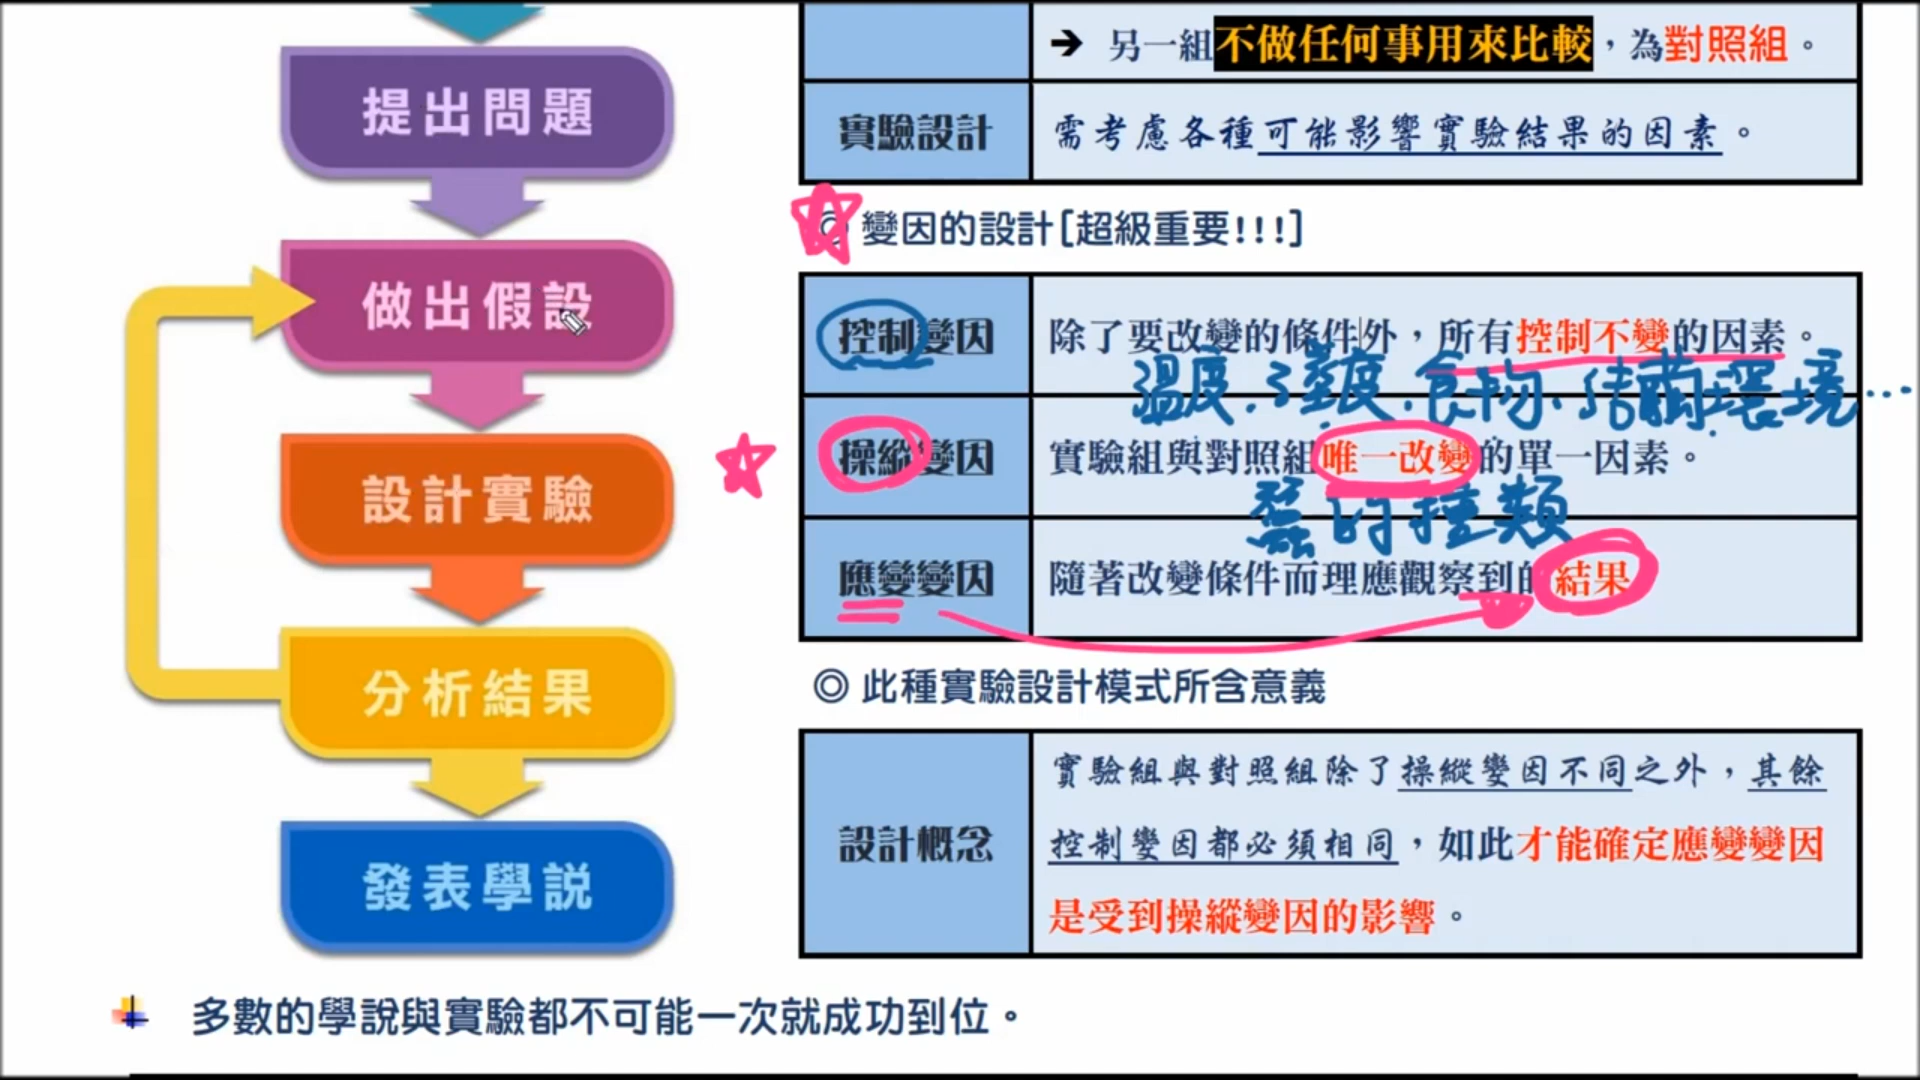 提出問題
做出假設
設計實驗
分析結果
發表學說
➔ 另一組不做任何事用來比較，為對照組。
實驗設計
需考慮各種可能影響實驗結果的因素。
◎ 變因的設計[超級重要!!!]
控制變因
除了要改變的條件外，所有控制不變的因素。
溫度.溼度.食物.結繭環境…
操縱變因
實驗組與對照組唯一改變的單一因素。
蠶的種類
應變變因
隨著改變條件而理應觀察到的結果
◎ 此種實驗設計模式所含意義
設計概念
實驗組與對照組除了操縱變因不同之外，其餘
控制變因都必須相同，如此才能確定應變變因
是受到操縱變因的影響。
多數的學說與實驗都不可能一次就成功到位。